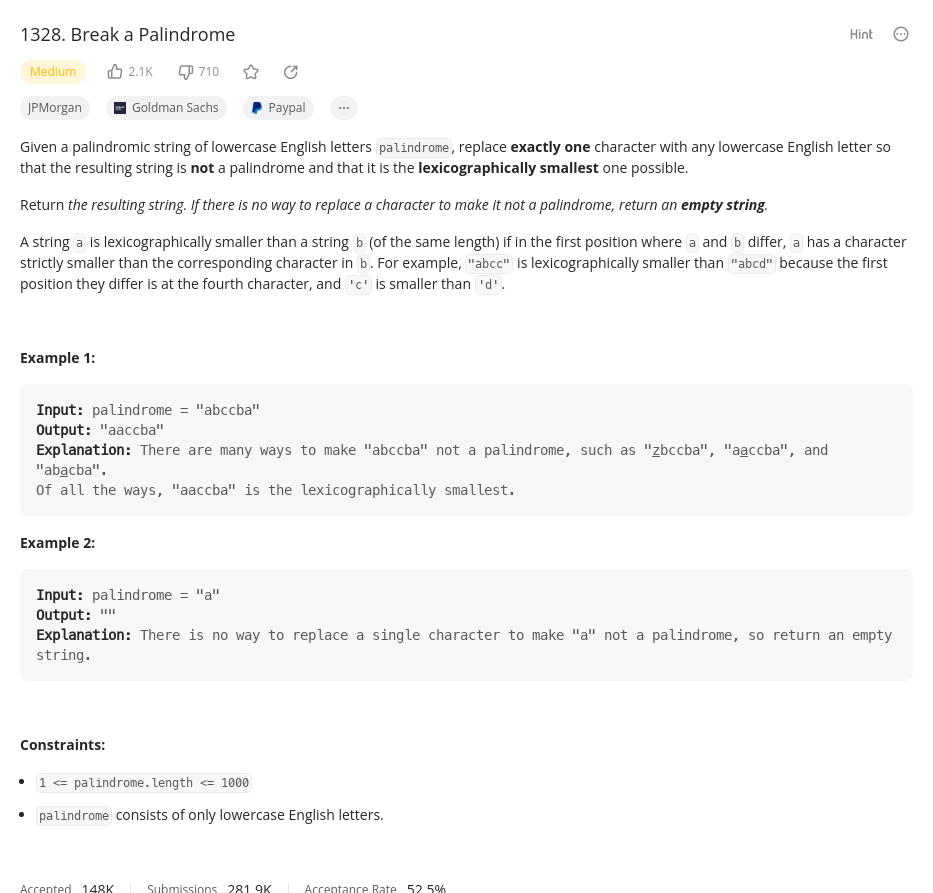 1328. Break a Palindrome
Hint
Medium 2.1K 710
JPMorgan Goldman Sachs Paypal ...
Given a palindromic string of lowercase English letters palindrome, replace exactly one character with any lowercase English letter so
that the resulting string is not a palindrome and that it is the lexicographically smallest one possible.
Return the resulting string. If there is no way to replace a character to make it not a palindrome, return an empty string.
A string a is lexicographically smaller than a string b (of the same length) if in the first position where a and b differ, a has a character
strictly smaller than the corresponding character in b. For example, "abcc" is lexicographically smaller than "abcd" because the first
position they differ is at the fourth character, and 'c' is smaller than 'd'.
Example 1:
Input: palindrome = "abccba"
Output: "aaccba"
Explanation: There are many ways to make "abccba" not a palindrome, such as "zbccba", "aaccba", and
"abacba".
Of all the ways, "aaccba" is the lexicographically smallest.
Example 2:
Input: palindrome = "a"
Output: ""
Explanation: There is no way to replace a single character to make "a" not a palindrome, so return an empty
string.
Constraints:
• 1 <= palindrome.length <= 1000
• palindrome consists of only lowercase English letters.
Accepted 148K Submissions 281.9K Acceptance Rate 52.5%